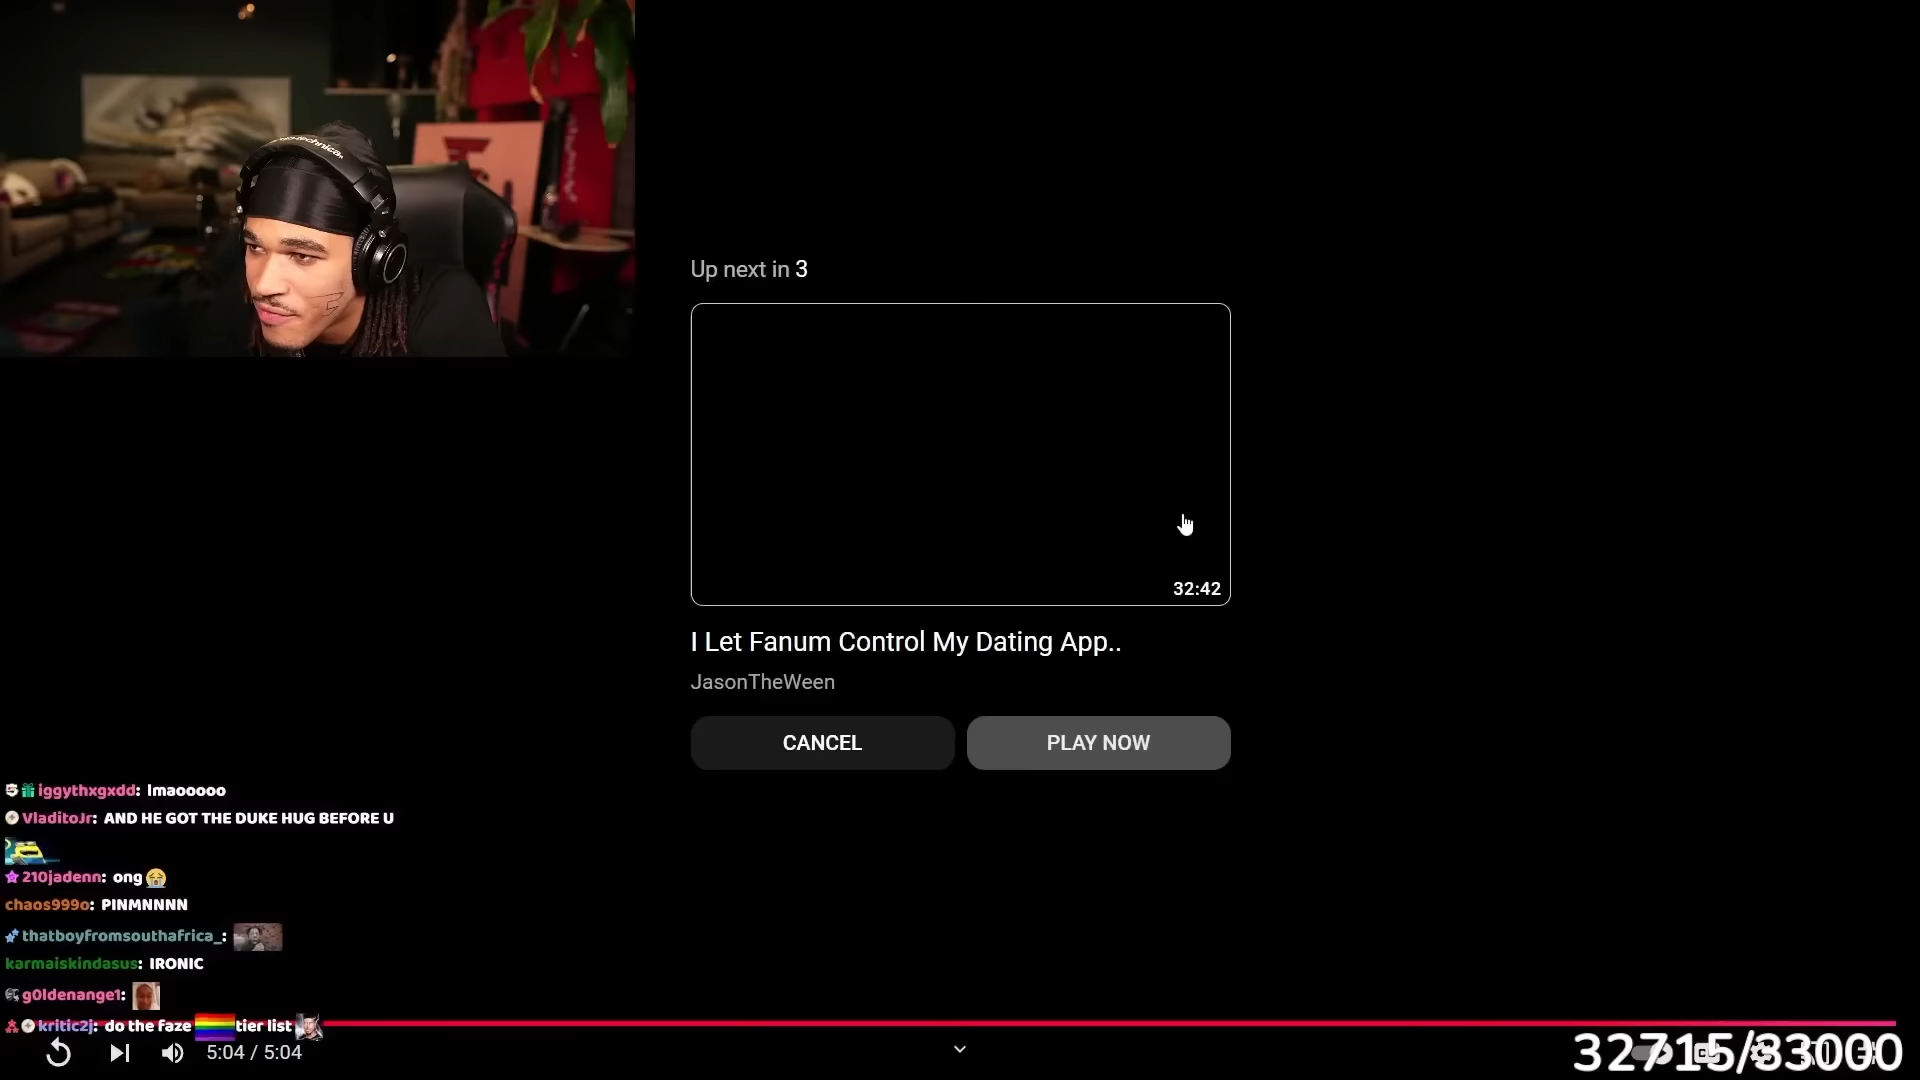 Up next in 3
32:42
I Let Fanum Control My Dating App..
JasonTheWeen
CANCEL
PLAY NOW
iggythxgxdd: lmaooooo
VladitoJr: AND HE GOT THE DUKE HUG BEFORE U
210jadenn: ong
chaos999o: PINMNNNN
thatboyfromsouthafrica_:
karmaiskindasus: IRONIC
g0ldenange1:
kritic2j: do the faze tier list
5:04 / 5:04
32715/83000